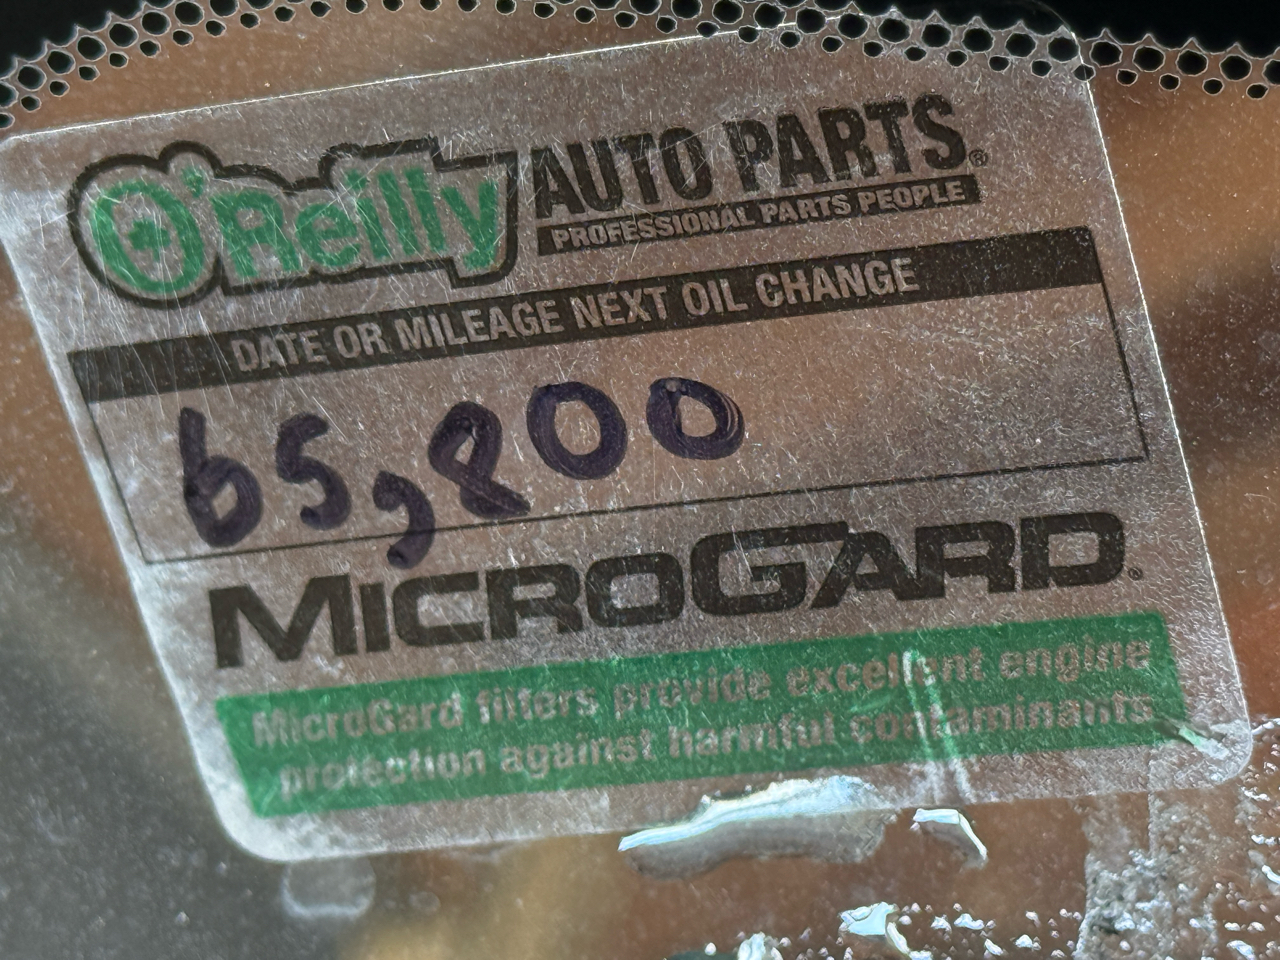 O'Reilly AUTO PARTS®
PROFESSIONAL PARTS PEOPLE
DATE OR MILEAGE NEXT OIL CHANGE
65,800
MICROGARD®
MicroGard filters provide excellent engine
protection against harmful contaminants